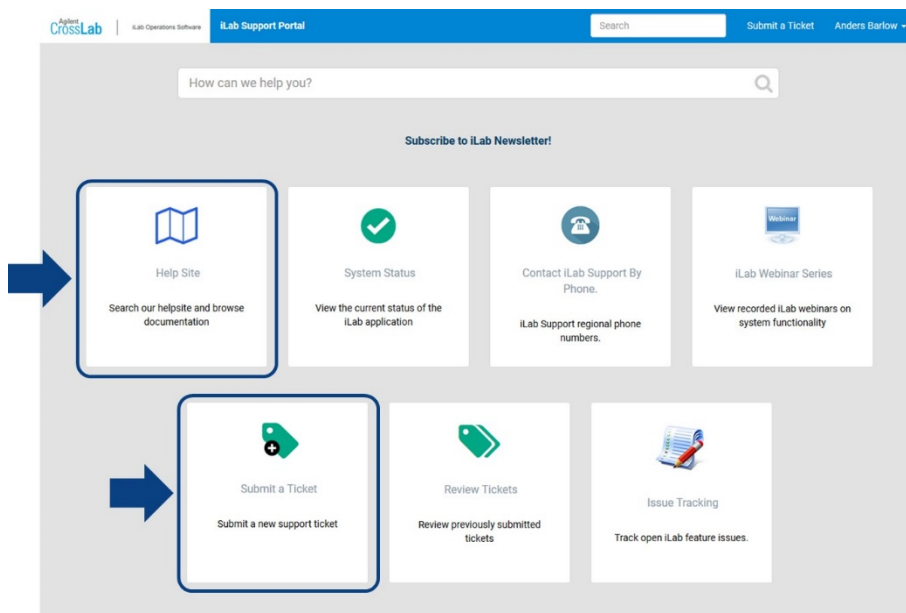 Agilent
CrossLab
iLab Operations Software
iLab Support Portal
Search
Submit a Ticket
Anders Barlow
How can we help you?
Subscribe to iLab Newsletter!
Help Site
Search our helpsite and browse
documentation
System Status
View the current status of the
iLab application
Contact iLab Support By
Phone.
iLab Support regional phone
numbers.
Webinar
iLab Webinar Series
View recorded iLab webinars on
system functionality
Submit a Ticket
Submit a new support ticket
Review Tickets
Review previously submitted
tickets
Issue Tracking
Track open iLab feature issues.